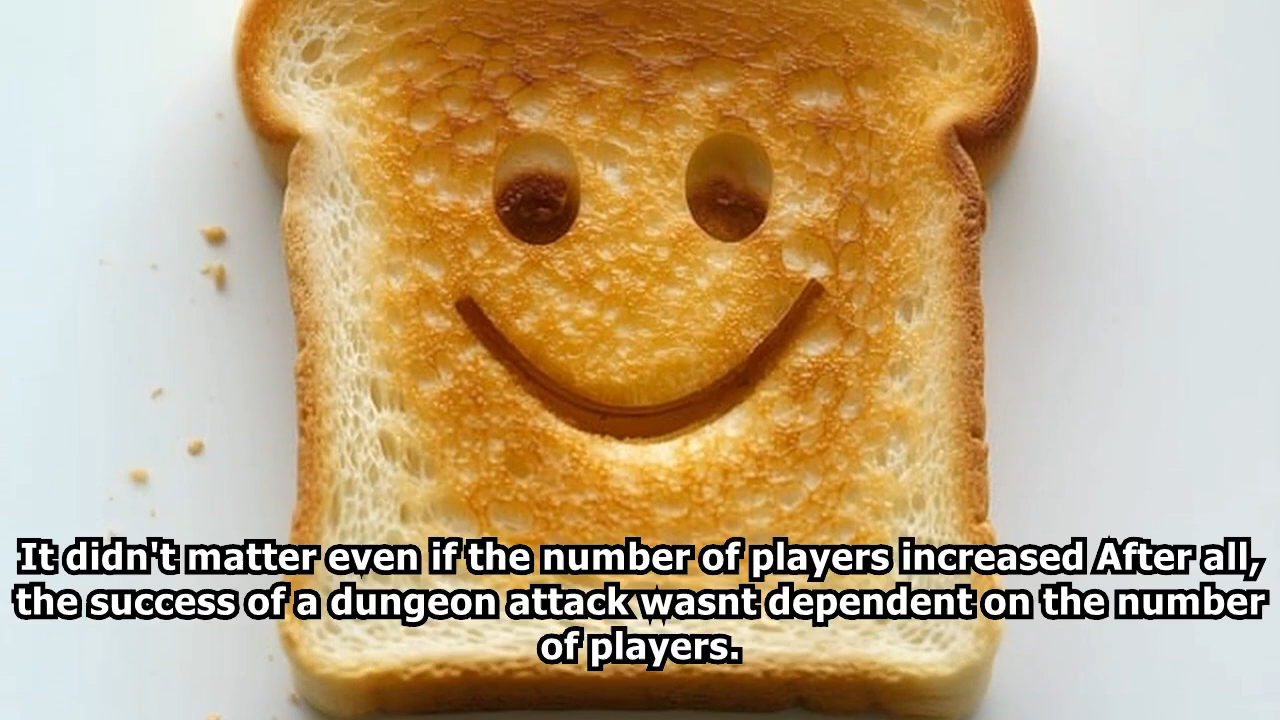 It didn't matter even if the number of players increased After all,
the success of a dungeon attack wasnt dependent on the number
of players.